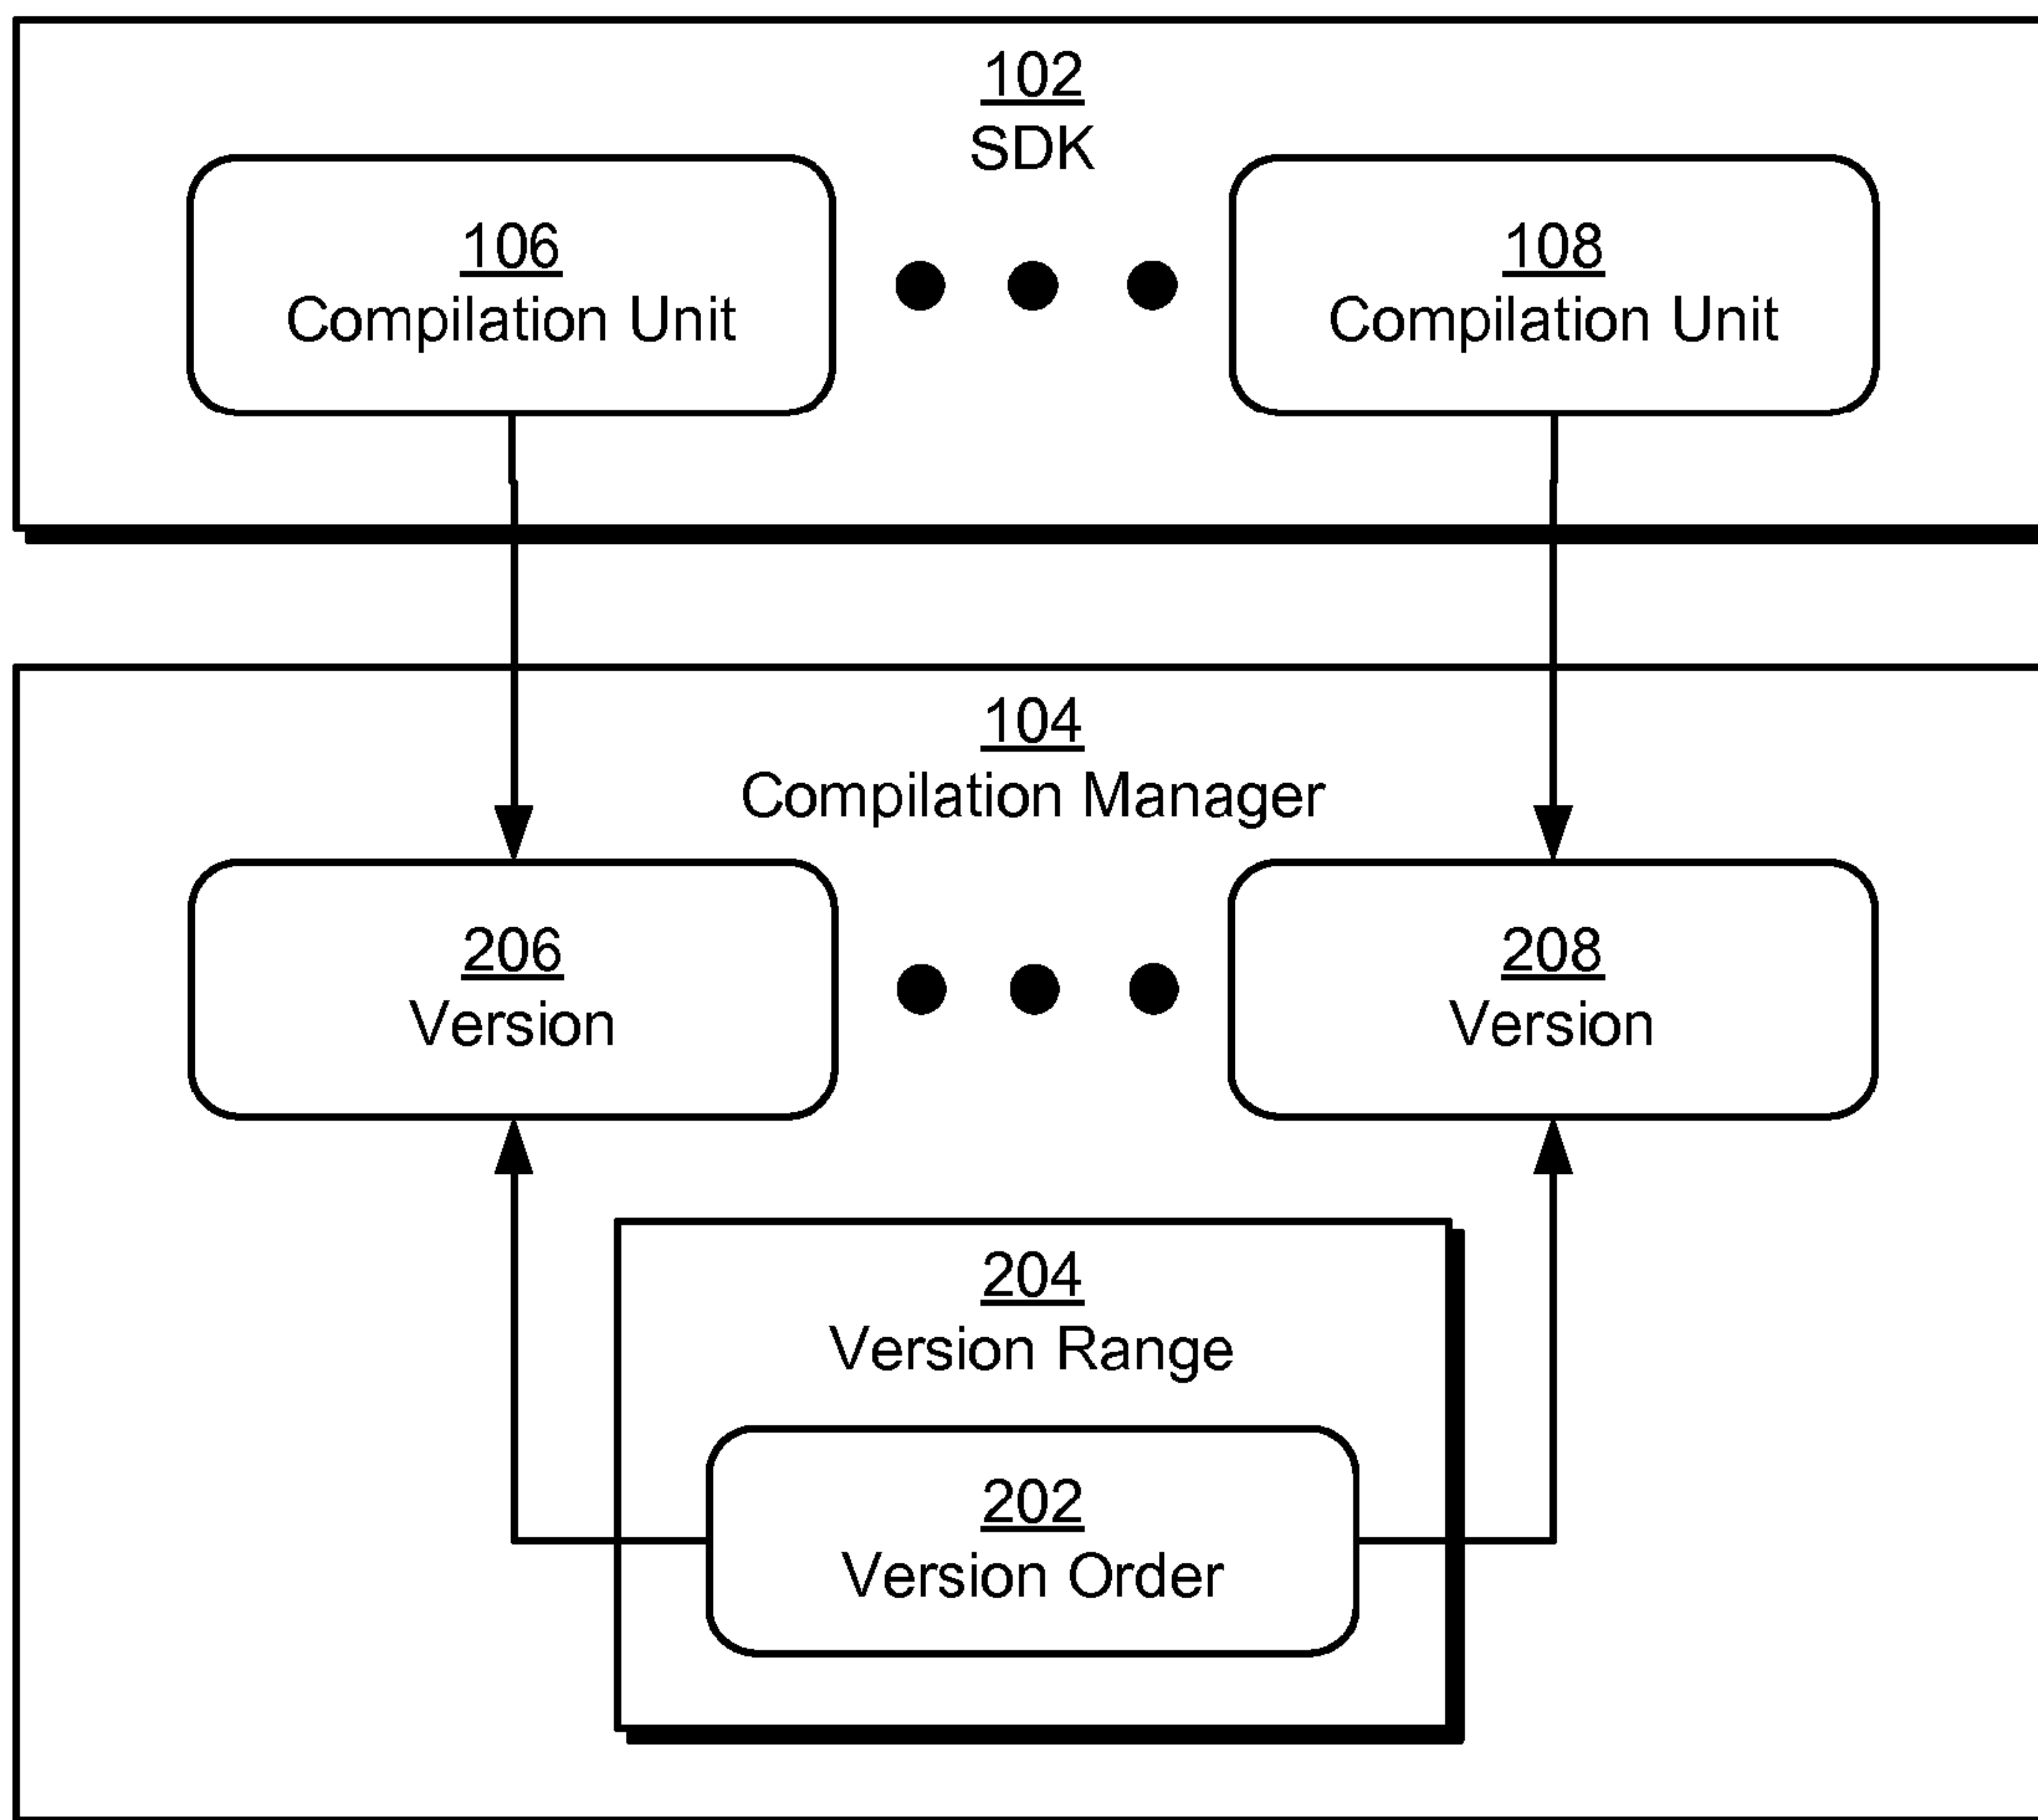 102
SDK
106
Compilation Unit
108
Compilation Unit
104
Compilation Manager
206
Version
208
Version
204
Version Range
202
Version Order